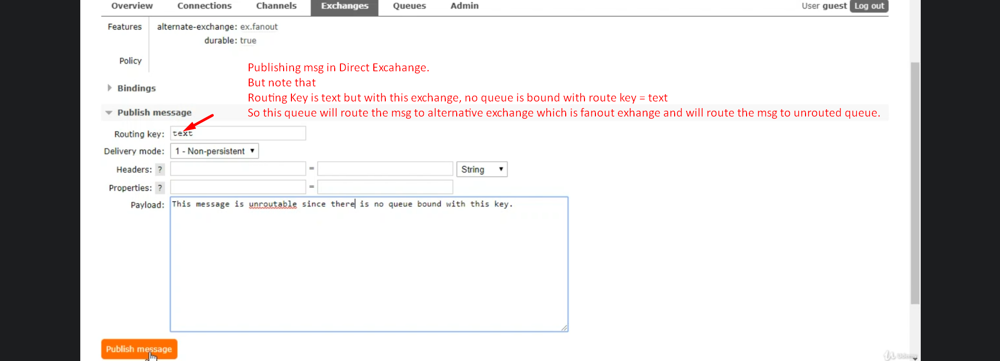 Overview Connections Channels Exchanges Queues Admin User guest Log out
Features alternate-exchange: ex.fanout
durable: true
Policy
Publishing msg in Direct Excahange.
But note that
Bindings
Routing Key is text but with this exchange, no queue is bound with route key = text
Publish message
So this queue will route the msg to alternative exchange which is fanout exhange and will route the msg to unrouted queue.
Routing key: text
Delivery mode: 1 - Non-persistent
Headers: ? = String
Properties: ? =
Payload: This message is unroutable since there is no queue bound with this key.
Publish message
Udemy